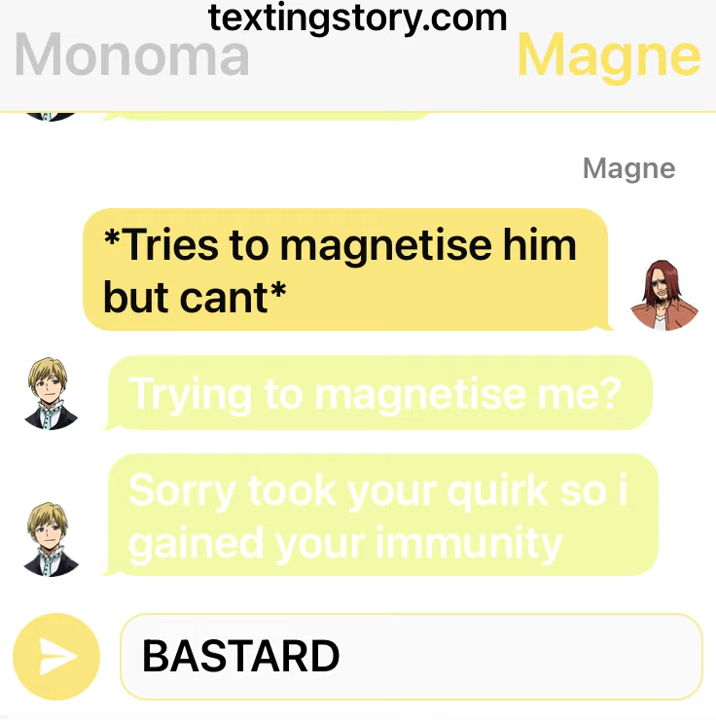 textingstory.com
Monoma
Magne
Magne
*Tries to magnetise him
but cant*
Trying to magnetise me?
Sorry took your quirk so i
gained your immunity
BASTARD